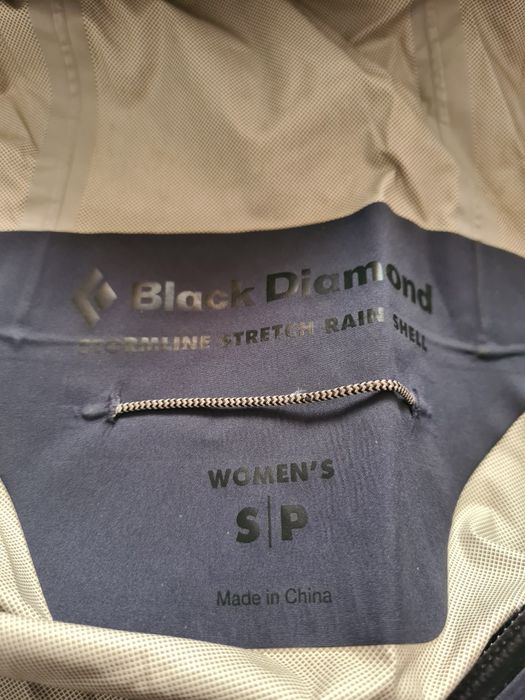 Black Diamond
STORMLINE STRETCH RAIN SHELL
WOMEN'S
S|P
Made in China